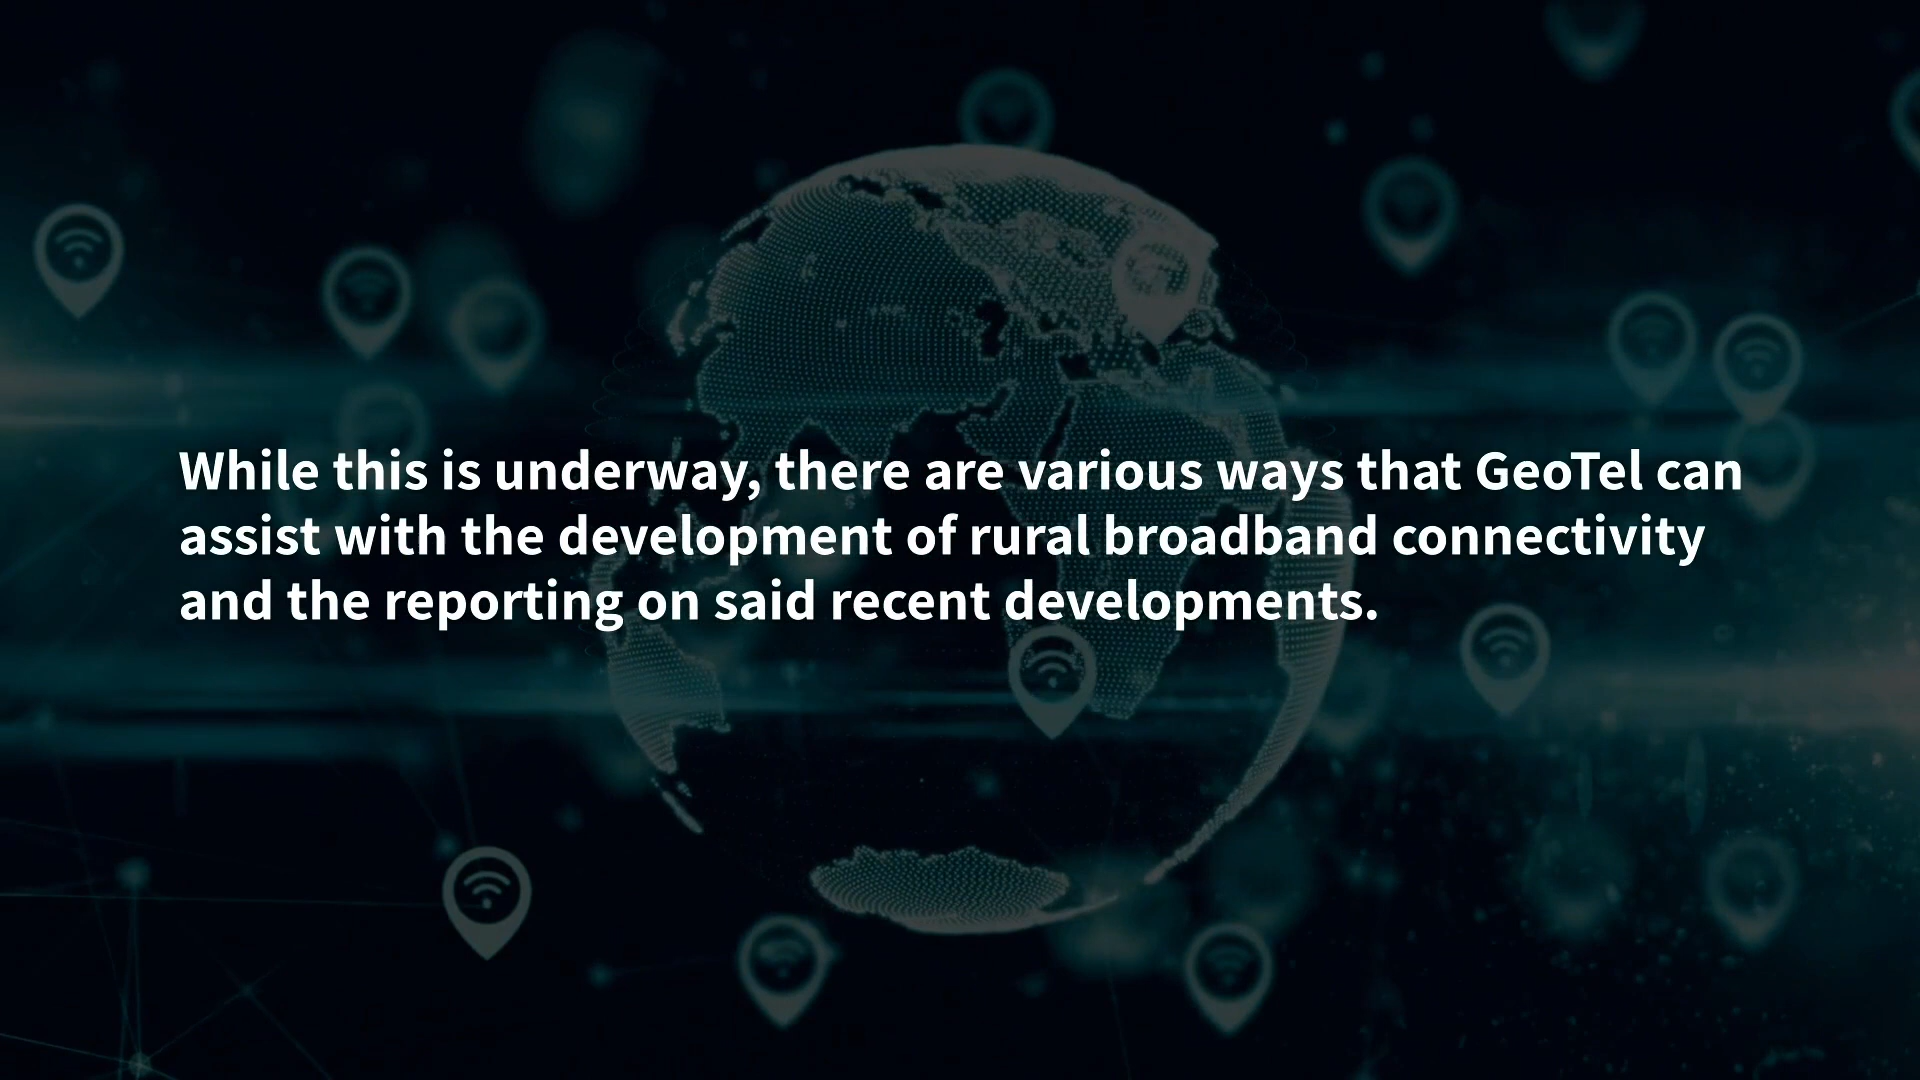 While this is underway, there are various ways that GeoTel can
assist with the development of rural broadband connectivity
and the reporting on said recent developments.